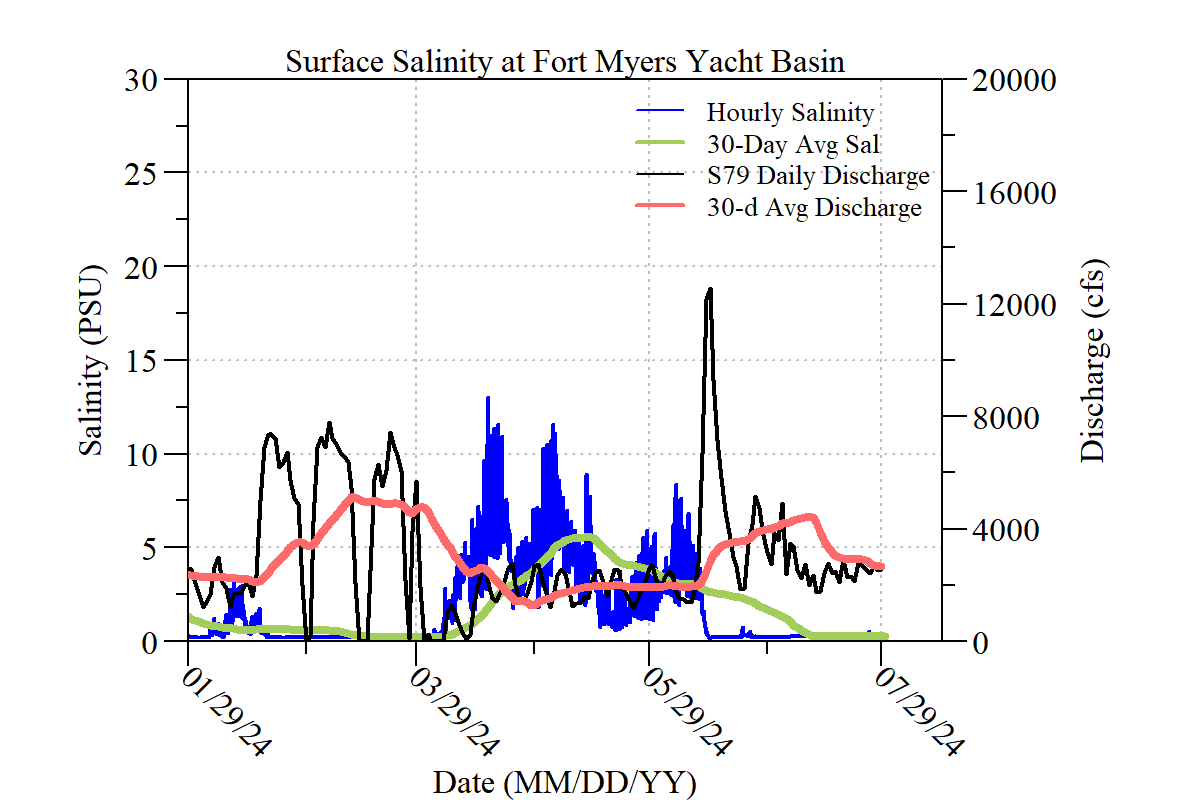 Surface Salinity at Fort Myers Yacht Basin
30
25
20
15
10
5
0
Salinity (PSU)
Hourly Salinity
30-Day Avg Sal
S79 Daily Discharge
30-d Avg Discharge
20000
16000
12000
8000
4000
0
Discharge (cfs)
01/29/24
03/29/24
05/29/24
07/29/24
Date (MM/DD/YY)